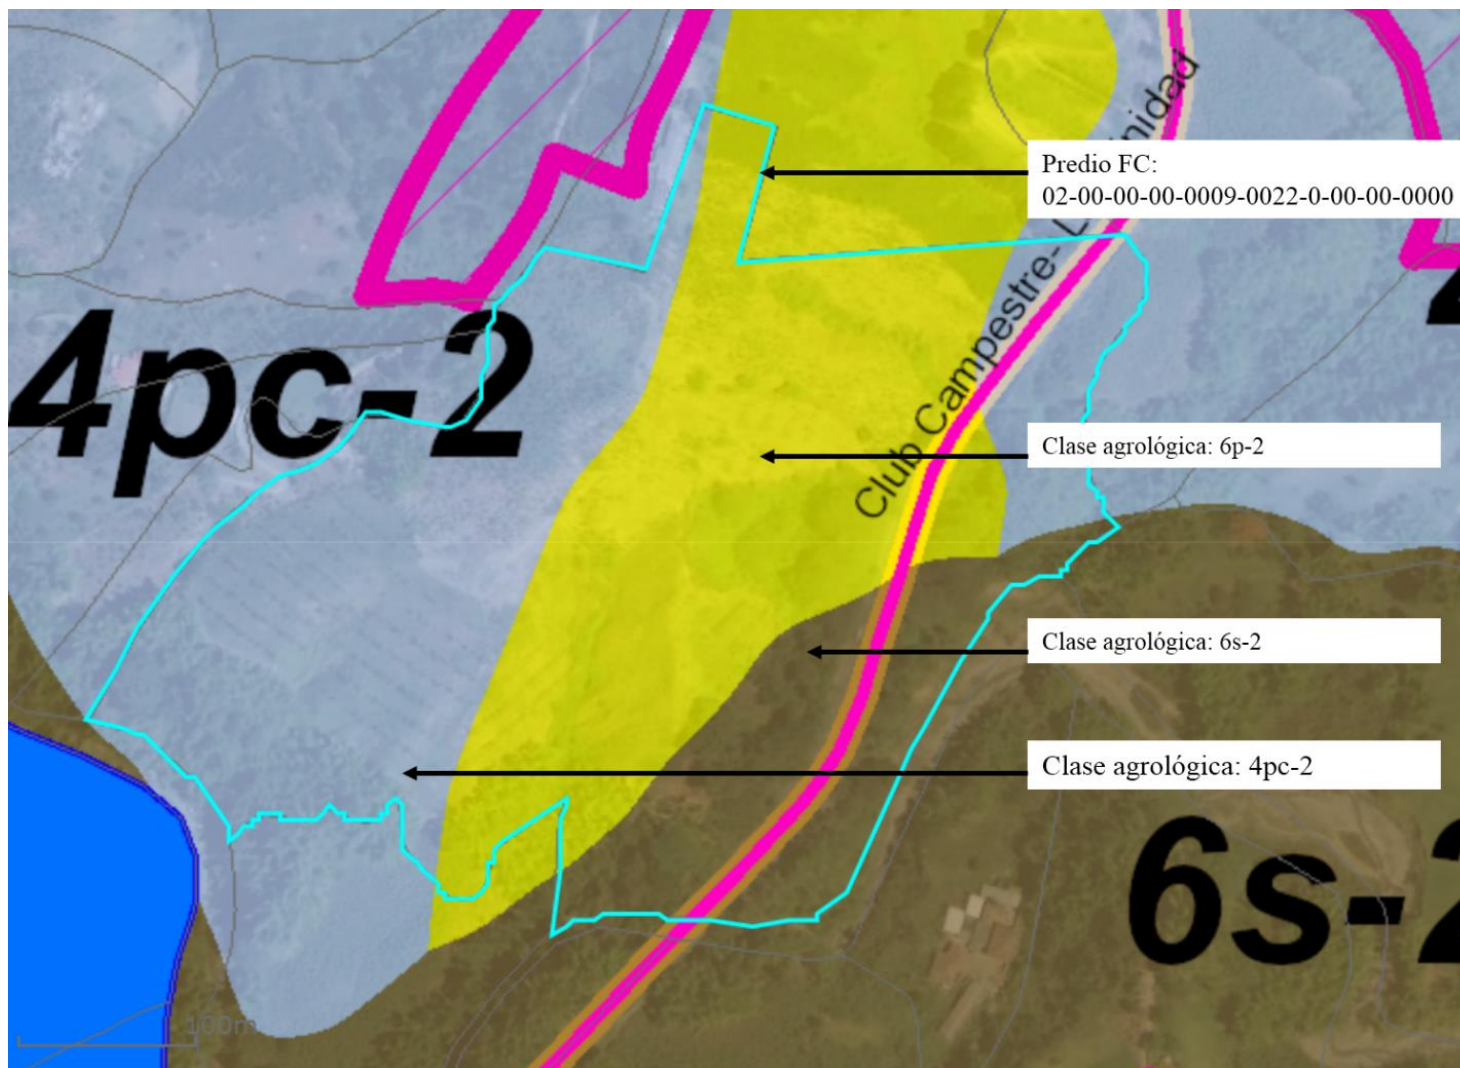 Predio FC:
02-00-00-00-0009-0022-0-00-00-0000
4pc-2
Club Campestre-
Clase agrológica: 6p-2
Clase agrológica: 6s-2
Clase agrológica: 4pc-2
6s-2
100m